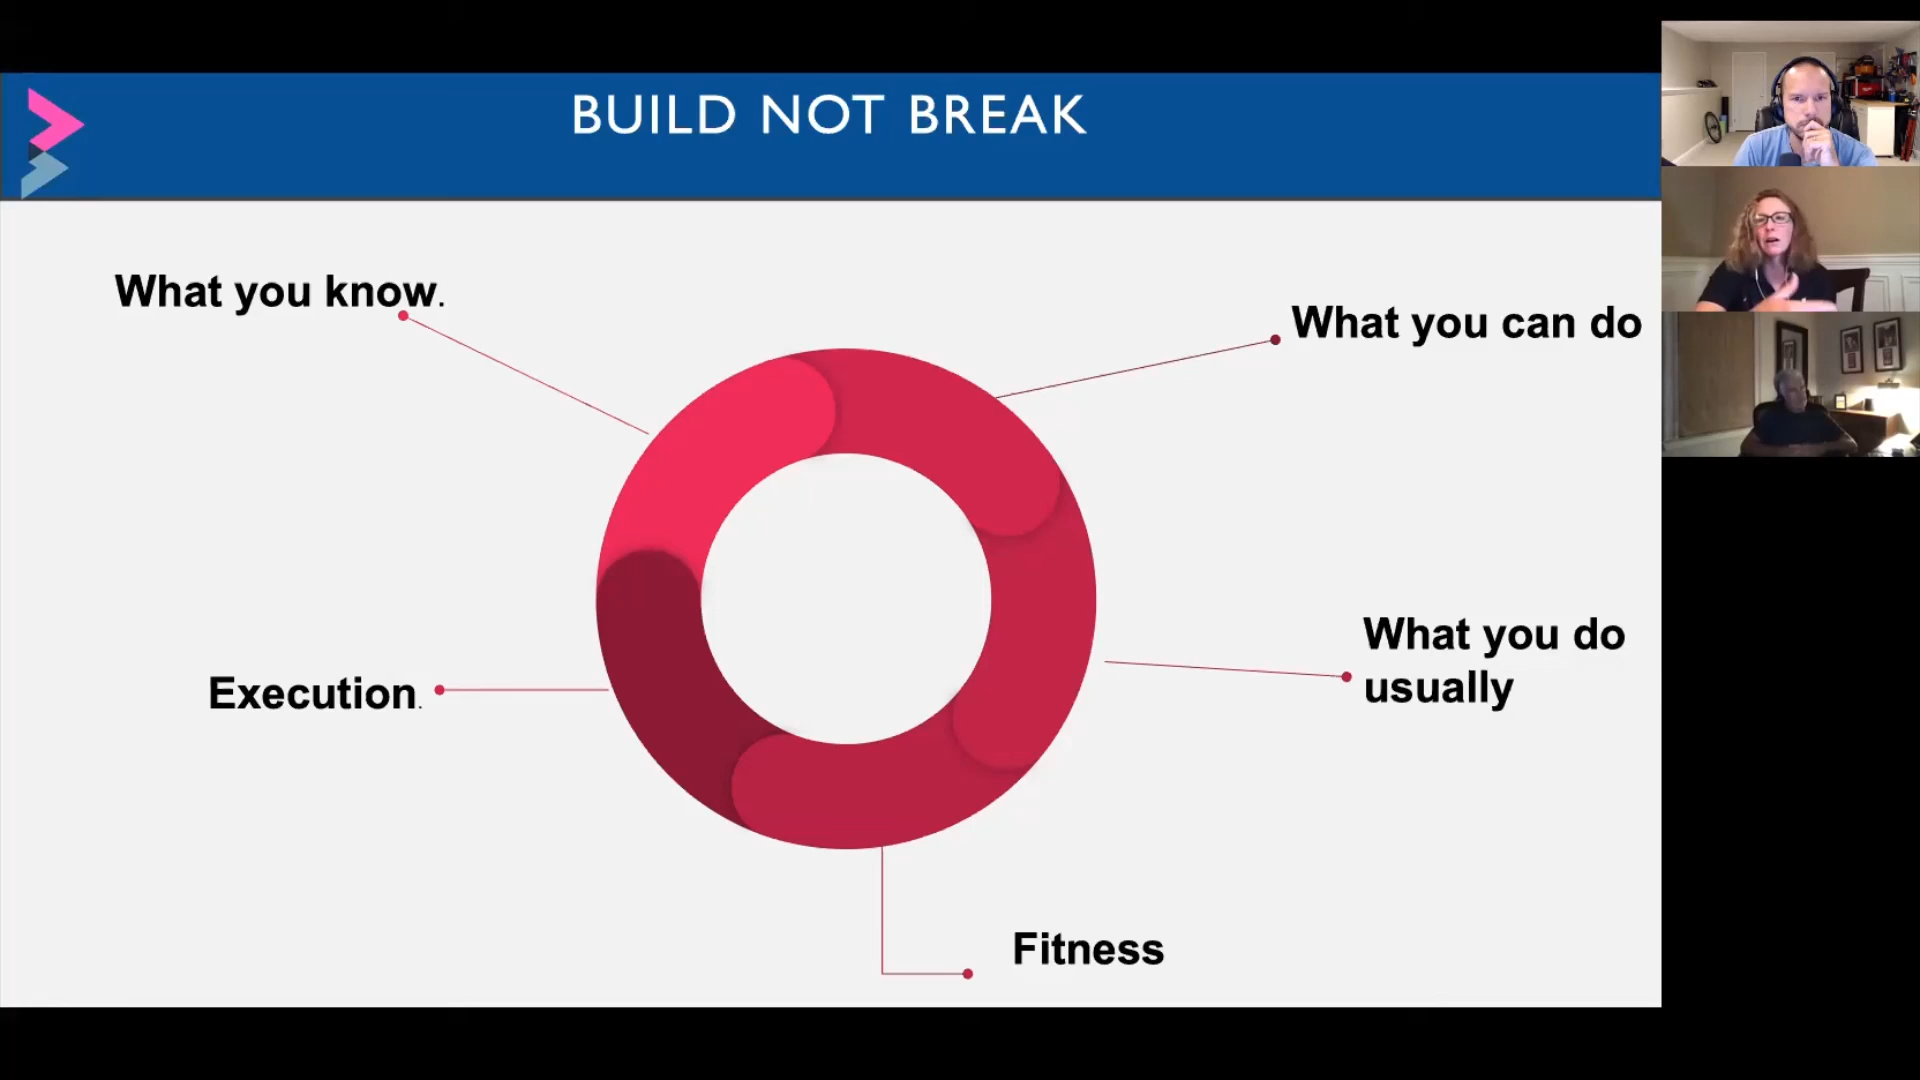 BUILD NOT BREAK
What you know.
What you can do
What you do
usually
Execution.
Fitness